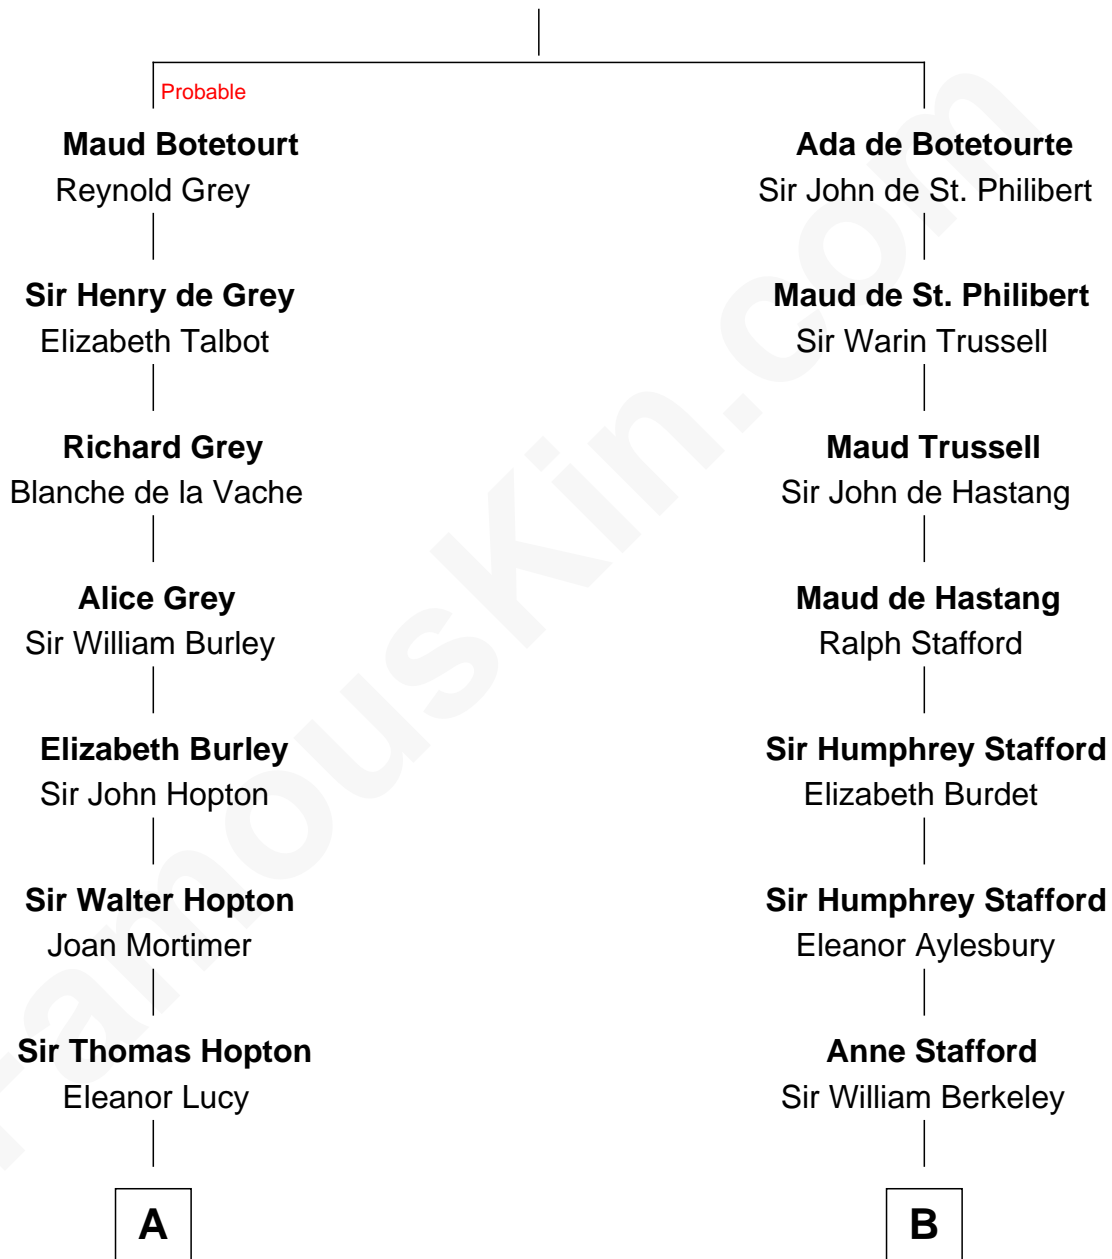 Probable
Maud Botetourt
Reynold Grey
Sir Henry de Grey
Elizabeth Talbot
Richard Grey
Blanche de la Vache
Alice Grey
Sir William Burley
Elizabeth Burley
Sir John Hopton
Sir Walter Hopton
Joan Mortimer
Sir Thomas Hopton
Eleanor Lucy
A
Ada de Botetourte
Sir John de St. Philibert
Maud de St. Philibert
Sir Warin Trussell
Maud Trussell
Sir John de Hastang
Maud de Hastang
Ralph Stafford
Sir Humphrey Stafford
Elizabeth Burdet
Sir Humphrey Stafford
Eleanor Aylesbury
Anne Stafford
Sir William Berkeley
B
FamousKin.com